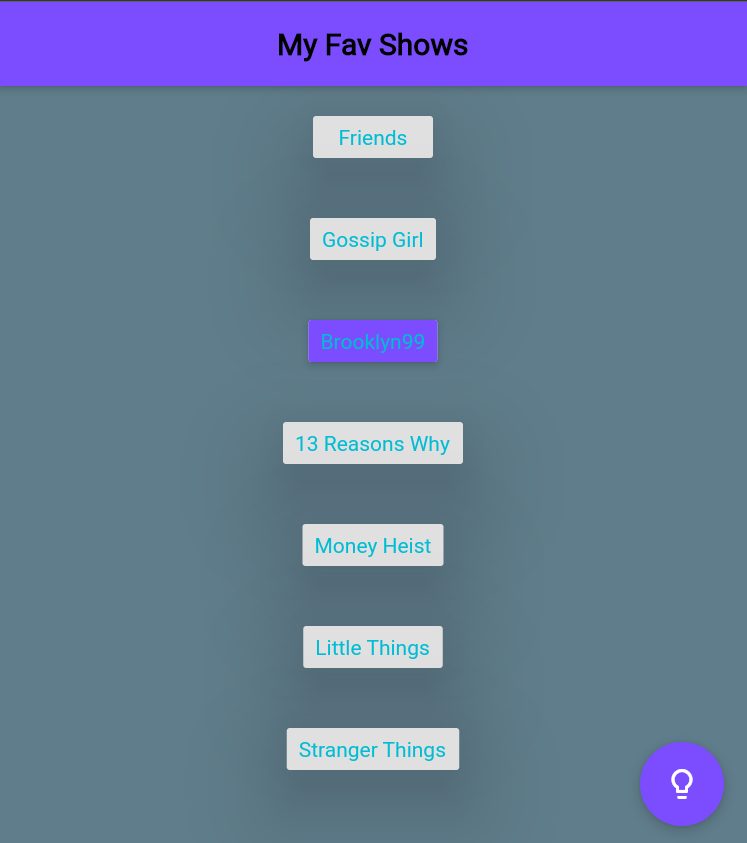 My Fav Shows
Friends
Gossip Girl
Brooklyn99
13 Reasons Why
Money Heist
Little Things
Stranger Things